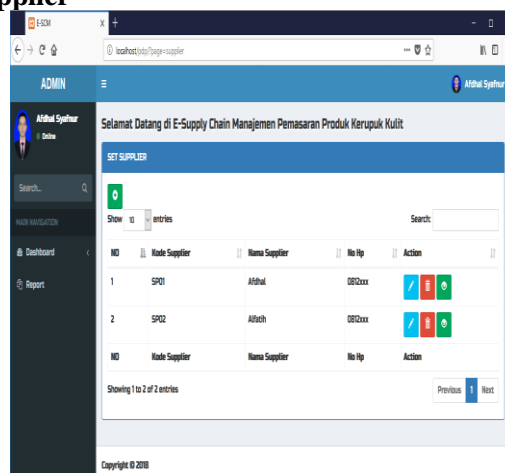 pplier
E-SCM
localhost/pdp/?page=supplier
ADMIN
Afdhal Syafnur
Afdhal Syafnur
Online
Selamat Datang di E-Supply Chain Manajemen Pemasaran Produk Kerupuk Kulit
SET SUPPLIER
Search...
Show 10 entries
Search:
MAIN NAVIGATION
Dashboard
Report
NO Kode Supplier Nama Supplier No Hp Action
1 SP01 Afdhal 0812xxx
2 SP02 Alfatih 0812xxx
NO Kode Supplier Nama Supplier No Hp Action
Showing 1 to 2 of 2 entries
Previous 1 Next
Copyright @ 2018